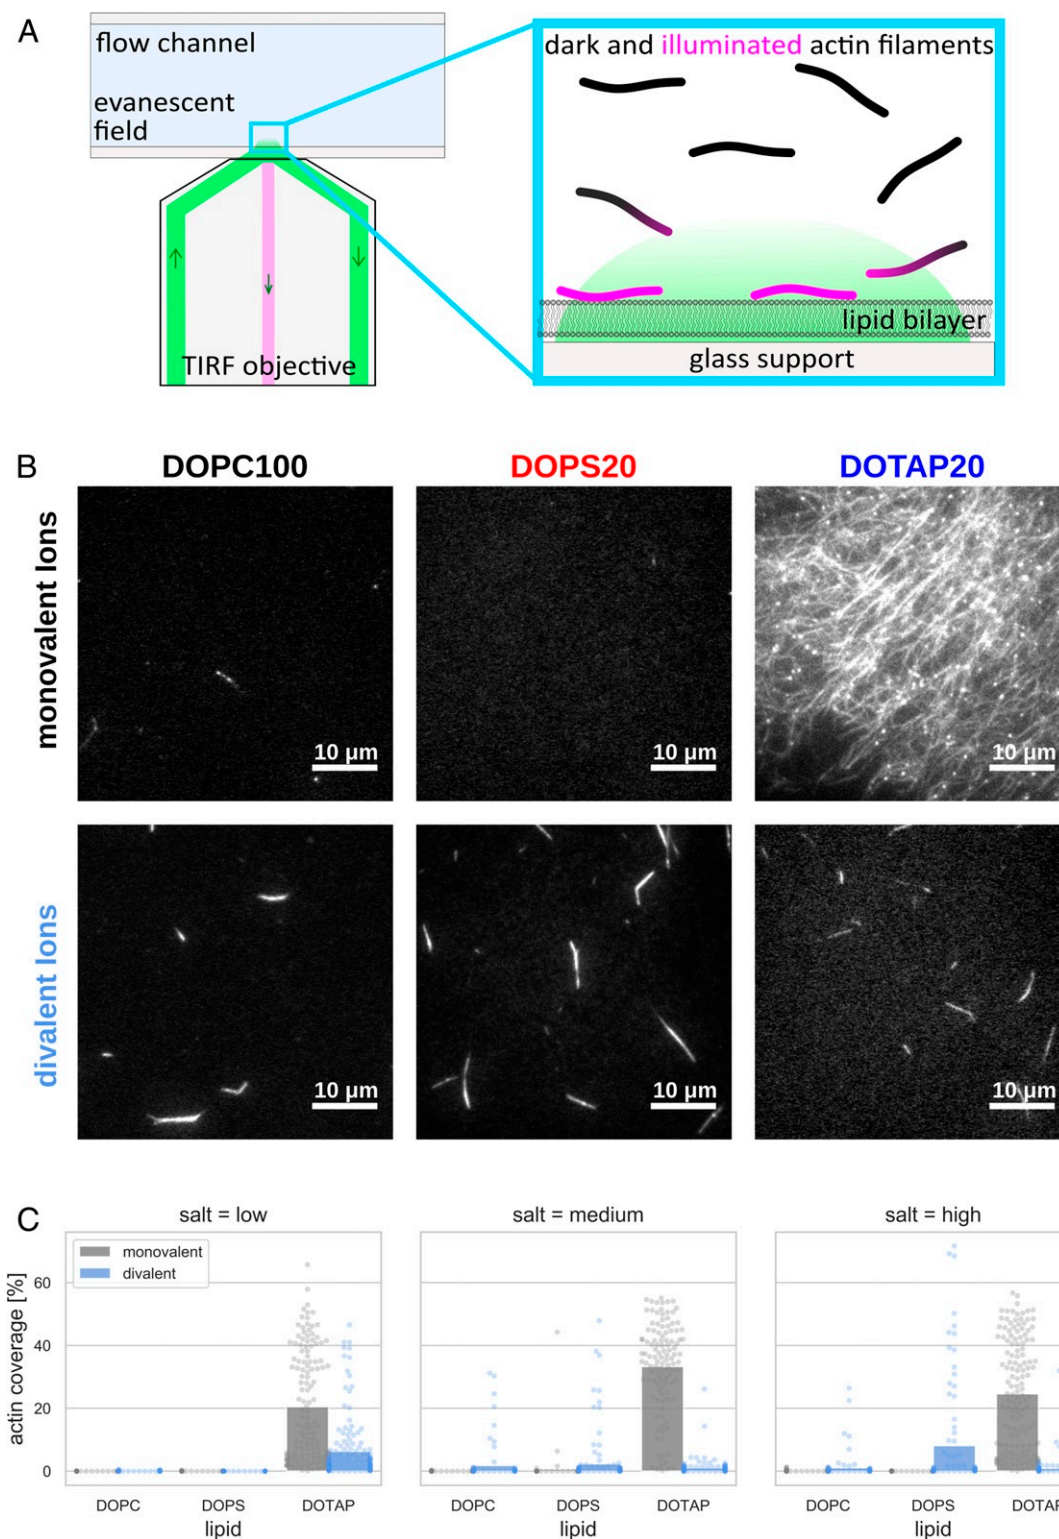 A
flow channel
evanescent
field
TIRF objective
dark and illuminated actin filaments
lipid bilayer
glass support
B
DOPC100
DOPS20
DOTAP20
monovalent Ions
10 µm
10 µm
10 µm
divalent Ions
10 µm
10 µm
10 µm
C
salt = low
salt = medium
salt = high
monovalent
divalent
actin coverage [%]
60
40
20
0
DOPC
DOPS
DOTAP
DOPC
DOPS
DOTAP
DOPC
DOPS
DOTAP
lipid
lipid
lipid